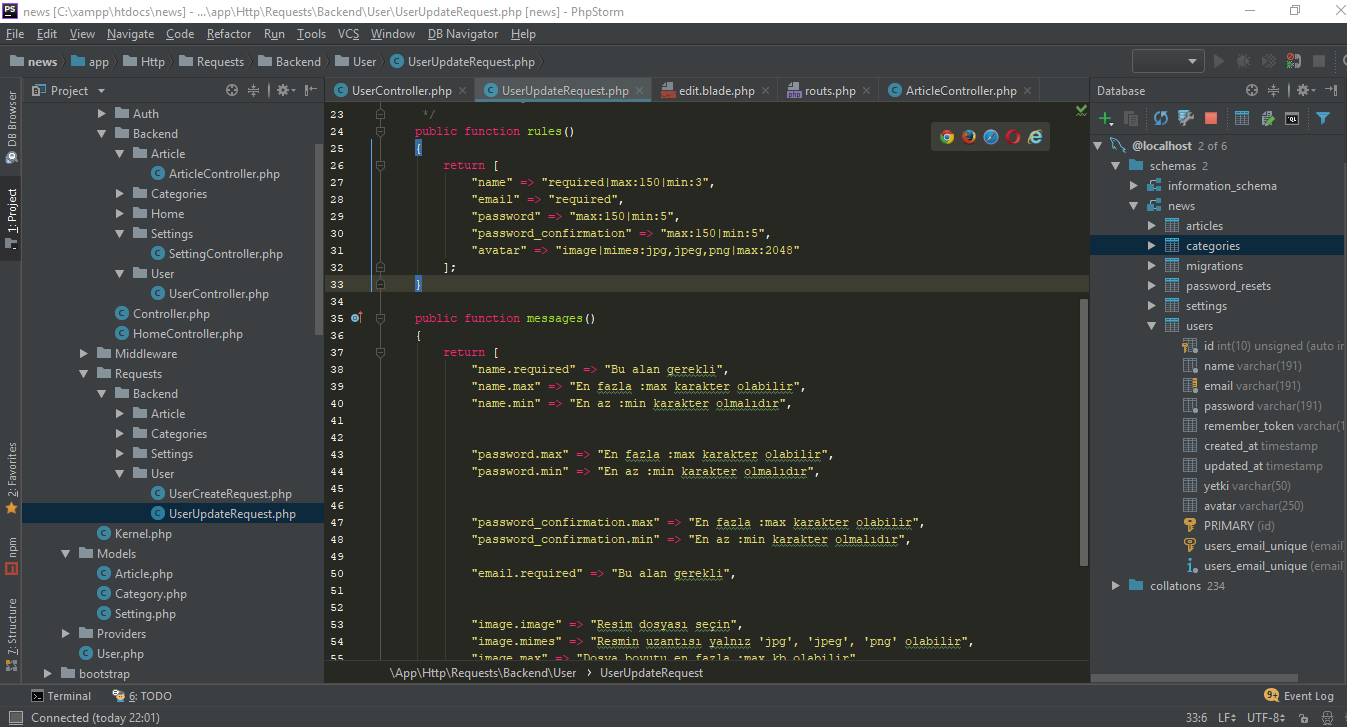 news [C:\xampp\htdocs\news] - ...\app\Http\Requests\Backend\User\UserUpdateRequest.php [news] - PhpStorm
File Edit View Navigate Code Refactor Run Tools VCS Window DB Navigator Help
news app Http Requests Backend User UserUpdateRequest.php
Project
UserController.php UserUpdateRequest.php edit.blade.php routs.php ArticleController.php
Database
DB Browser
1: Project
2: Favorites
npm
7: Structure
Auth
Backend
Article
ArticleController.php
Categories
Home
Settings
SettingController.php
User
UserController.php
Controller.php
HomeController.php
Middleware
Requests
Backend
Article
Categories
Settings
User
UserCreateRequest.php
UserUpdateRequest.php
Kernel.php
Models
Article.php
Category.php
Setting.php
Providers
User.php
bootstrap
23 */
24 public function rules()
25 {
26 return [
27 "name" => "required|max:150|min:3",
28 "email" => "required",
29 "password" => "max:150|min:5",
30 "password_confirmation" => "max:150|min:5",
31 "avatar" => "image|mimes:jpg,jpeg,png|max:2048"
32 ];
33 }
34
35 public function messages()
36 {
37 return [
38 "name.required" => "Bu alan gerekli",
39 "name.max" => "En fazla :max karakter olabilir",
40 "name.min" => "En az :min karakter olmalıdır",
41
42
43 "password.max" => "En fazla :max karakter olabilir",
44 "password.min" => "En az :min karakter olmalıdır",
45
46
47 "password_confirmation.max" => "En fazla :max karakter olabilir",
48 "password_confirmation.min" => "En az :min karakter olmalıdır",
49
50 "email.required" => "Bu alan gerekli",
51
52
53 "image.image" => "Resim dosyası seçin",
54 "image.mimes" => "Resmin uzantısı yalnız 'jpg', 'jpeg', 'png' olabilir",
55 "image.max" => "Dosya boyutu en fazla :max kb olabilir"
\App\Http\Requests\Backend\User › UserUpdateRequest
@localhost 2 of 6
schemas 2
information_schema
news
articles
categories
migrations
password_resets
settings
users
id int(10) unsigned (auto in
name varchar(191)
email varchar(191)
password varchar(191)
remember_token varchar(1
created_at timestamp
updated_at timestamp
yetki varchar(50)
avatar varchar(250)
PRIMARY (id)
users_email_unique (email
users_email_unique (email
collations 234
Terminal 6: TODO 9+ Event Log
Connected (today 22:01) 33:6 LF UTF-8